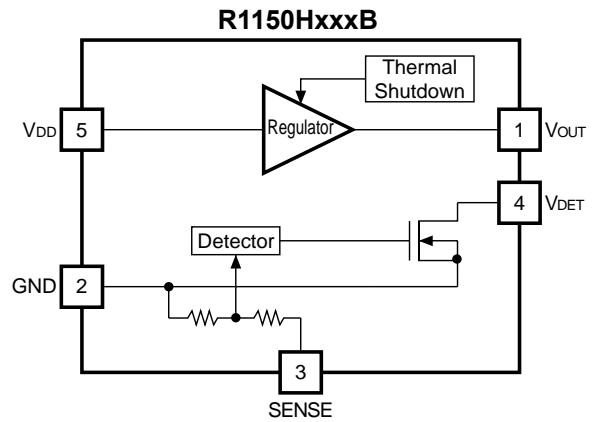 R1150HxxxB
Thermal
Shutdown
VDD 5
Regulator
1 VOUT
4 VDET
Detector
GND 2
3
SENSE